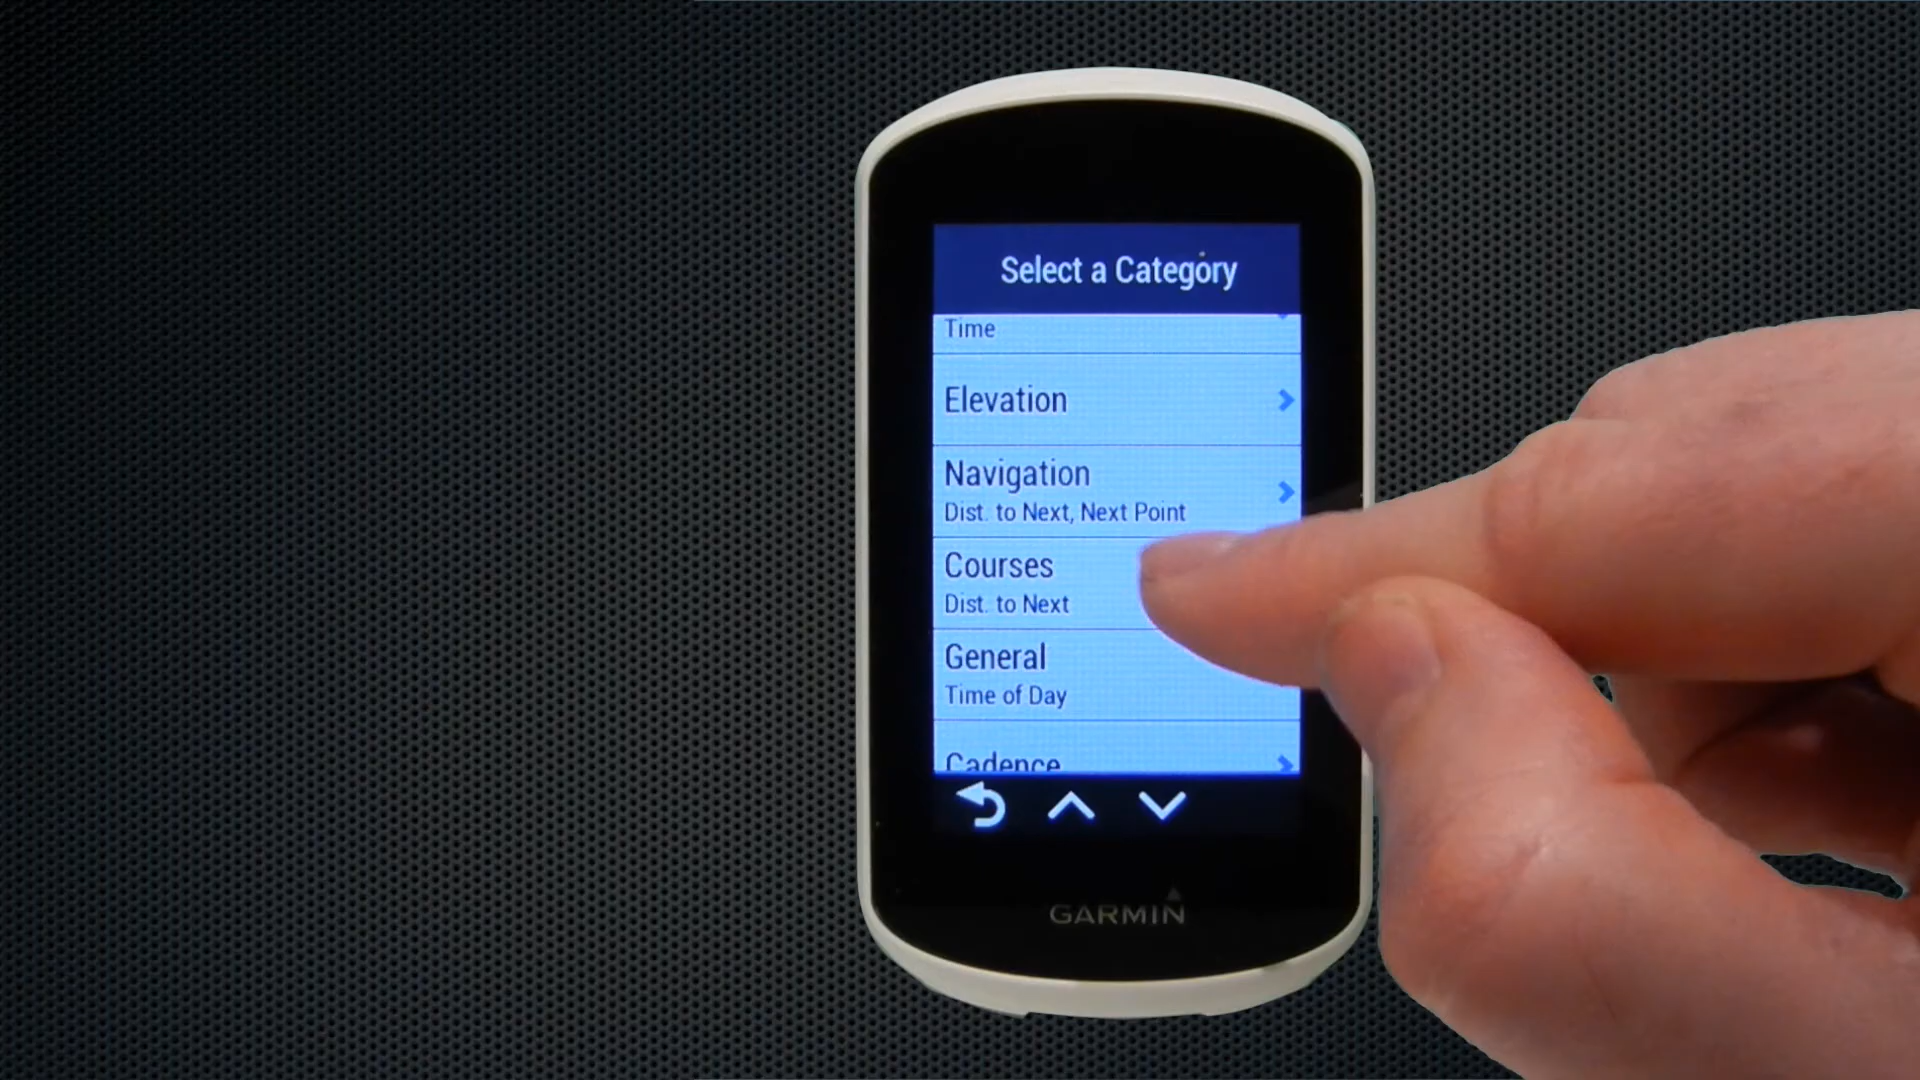 Select a Category
Time
Elevation
Navigation
Dist. to Next, Next Point
Courses
Dist. to Next
General
Time of Day
Cadence
GARMIN